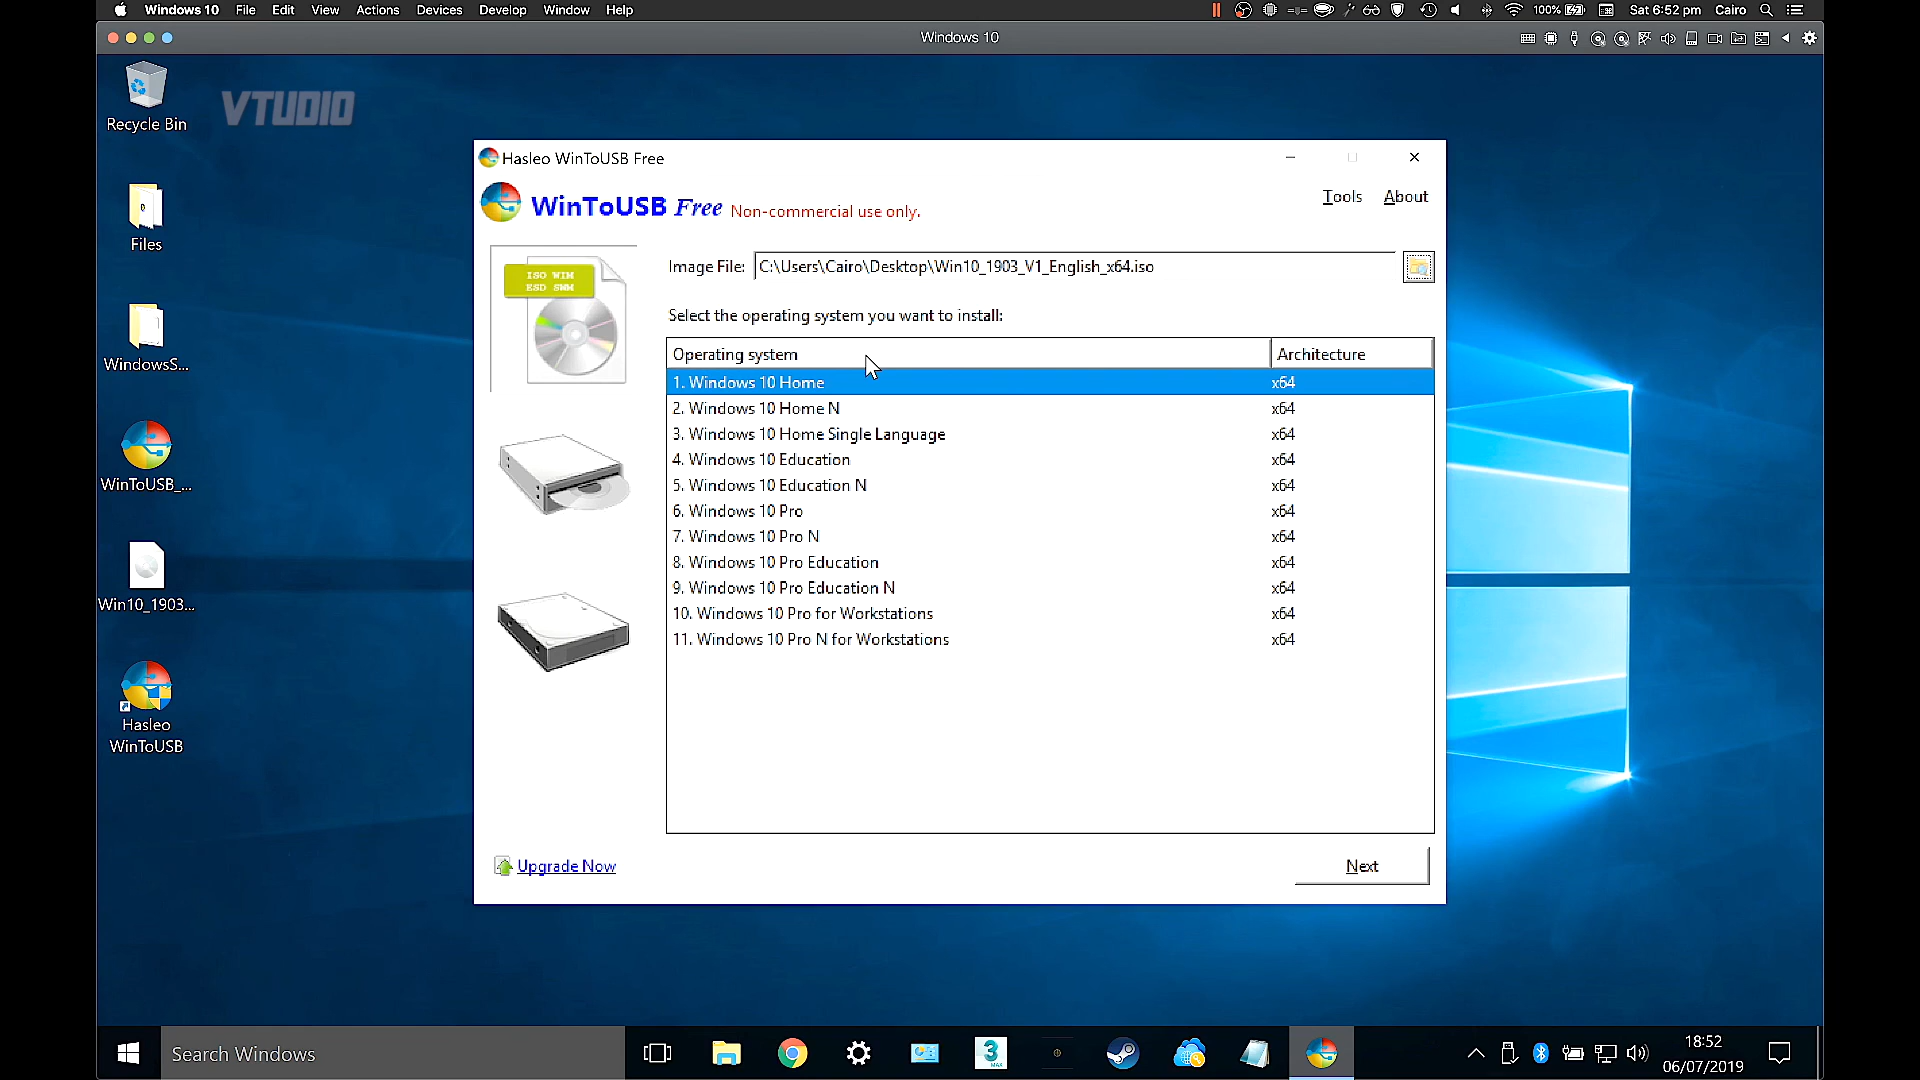 Windows 10 File Edit View Actions Devices Develop Window Help 100% Sat 6:52 pm Cairo
Windows 10
Recycle Bin
VTUDIO
Files
WindowsS...
WinToUSB_...
Win10_1903...
Hasleo
WinToUSB
Hasleo WinToUSB Free
WinToUSB Free Non-commercial use only.
Tools About
ISO WIM
ESD SWM
Image File: C:\Users\Cairo\Desktop\Win10_1903_V1_English_x64.iso
Select the operating system you want to install:
Operating system Architecture
1. Windows 10 Home x64
2. Windows 10 Home N x64
3. Windows 10 Home Single Language x64
4. Windows 10 Education x64
5. Windows 10 Education N x64
6. Windows 10 Pro x64
7. Windows 10 Pro N x64
8. Windows 10 Pro Education x64
9. Windows 10 Pro Education N x64
10. Windows 10 Pro for Workstations x64
11. Windows 10 Pro N for Workstations x64
Upgrade Now
Next
Search Windows
3
MAX
18:52
06/07/2019